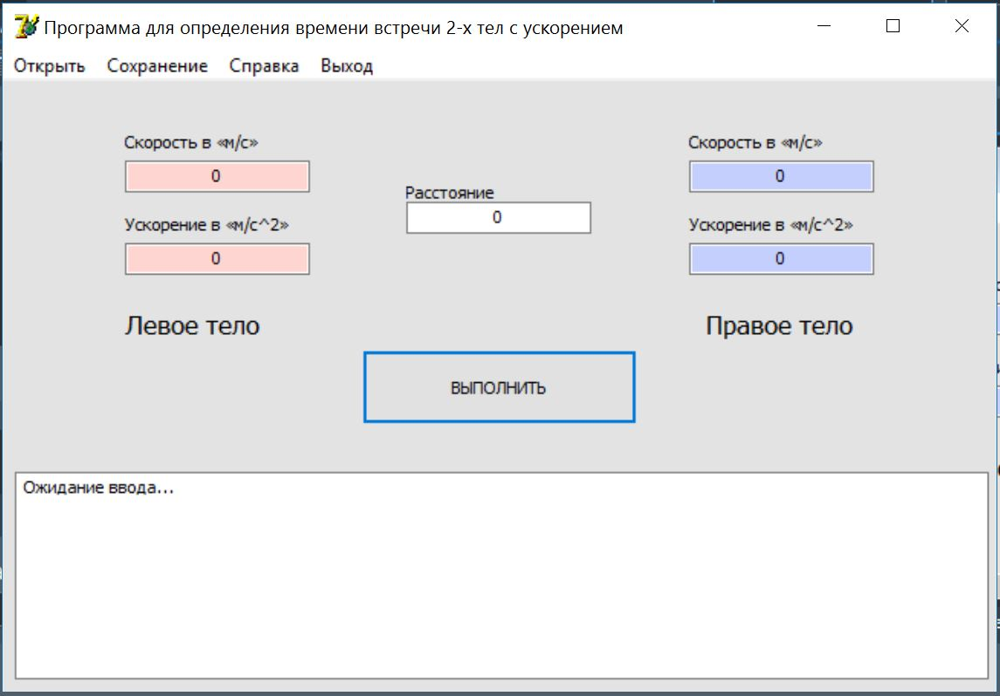 Программа для определения времени встречи 2-х тел с ускорением
Открыть Сохранение Справка Выход
Скорость в «м/с»
0
Ускорение в «м/с^2»
0
Левое тело
Расстояние
0
Скорость в «м/с»
0
Ускорение в «м/с^2»
0
Правое тело
ВЫПОЛНИТЬ
Ожидание ввода...